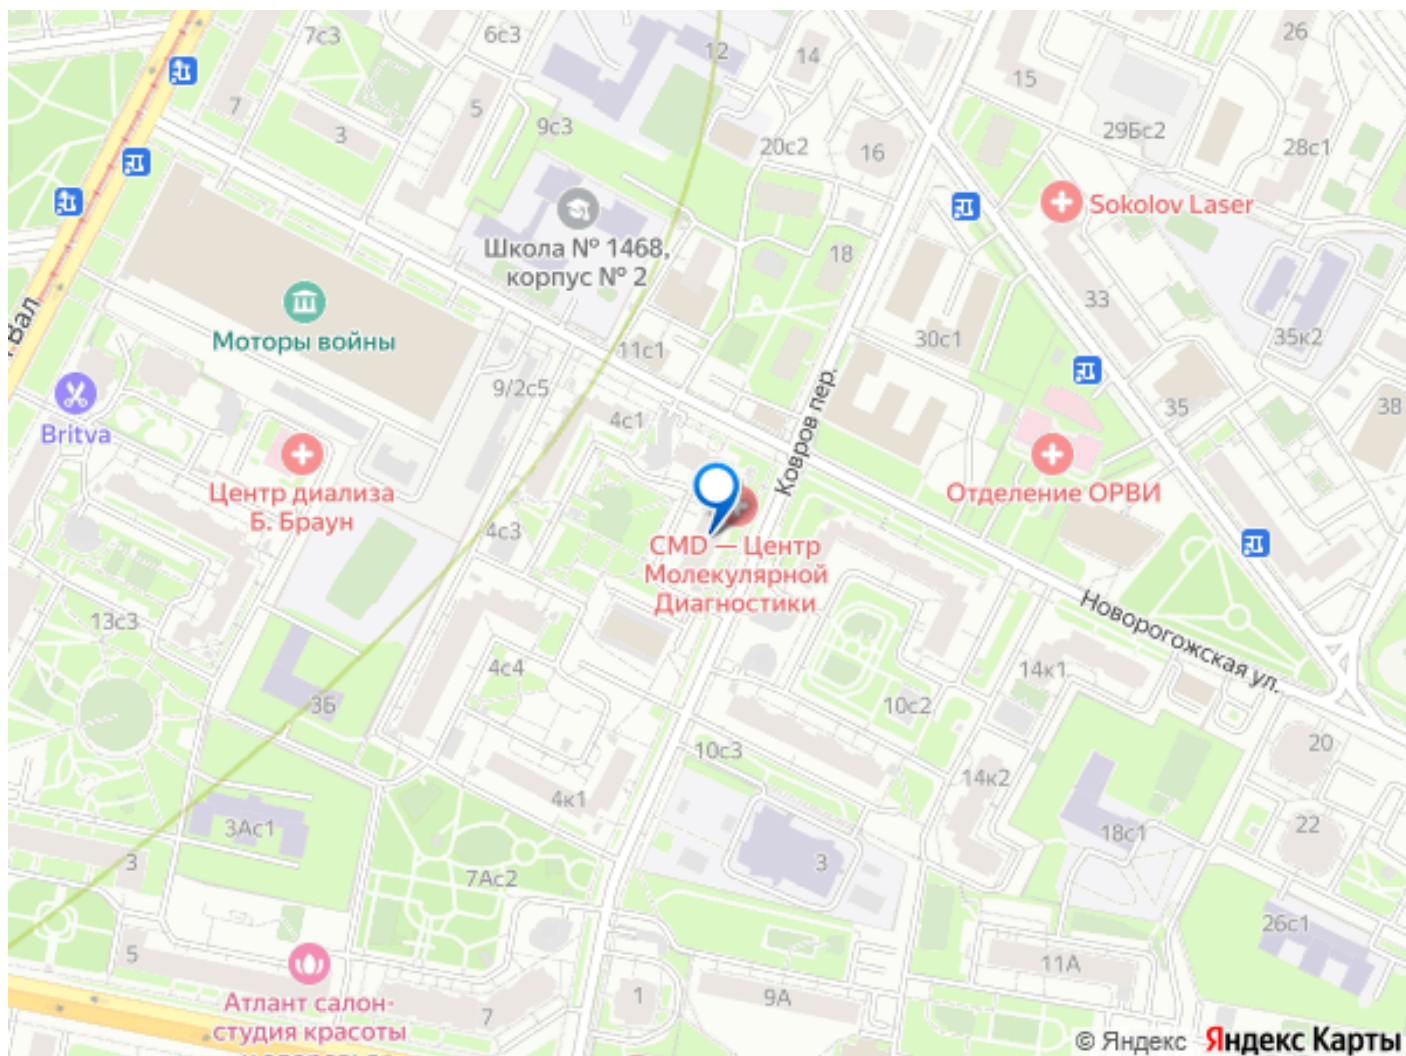 7с3
6с3
12
14
26
15
7
3
5
9с3
20с2
16
29Бс2
28с1
Sokolov Laser
Школа № 1468,
корпус № 2
18
33
Вал
Моторы войны
11с1
30с1
35к2
9/2с5
Ковров пер.
35
38
Britva
4с1
Центр диализа
Б. Браун
Отделение ОРВИ
4с3
CMD — Центр
Молекулярной
Диагностики
13с3
Новорогожская ул.
4с4
14к1
3Б
10с2
20
10с3
14к2
4к1
22
3Ас1
18с1
3
3
7Ас2
26с1
5
11А
Атлант салон-
студия красоты
7
1
9А
© Яндекс Яндекс Карты